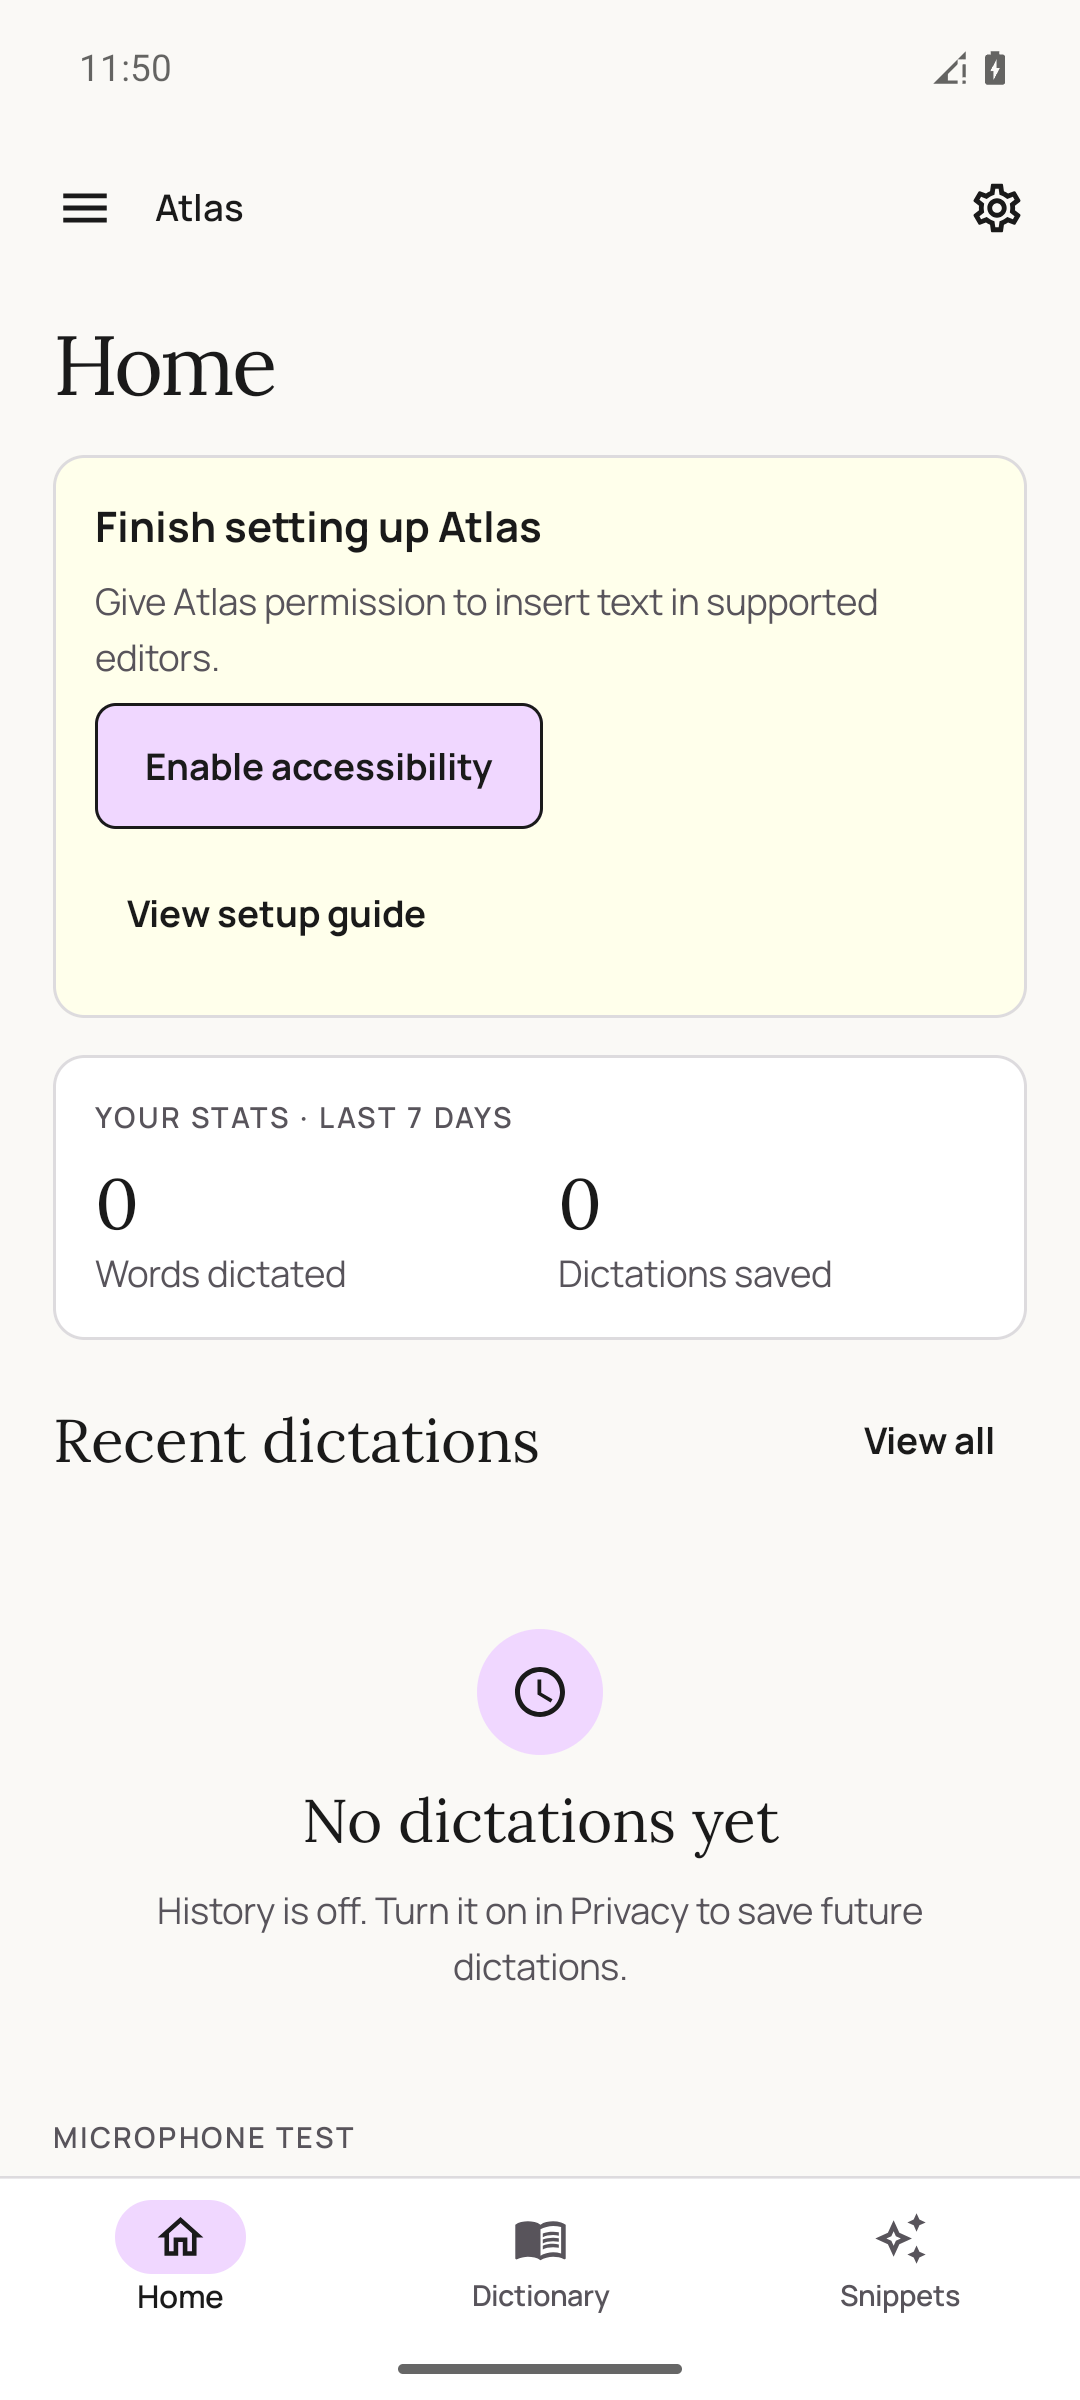 11:50
Atlas
Home
Finish setting up Atlas
Give Atlas permission to insert text in supported
editors.
Enable accessibility
View setup guide
YOUR STATS · LAST 7 DAYS
0 0
Words dictated Dictations saved
Recent dictations View all
No dictations yet
History is off. Turn it on in Privacy to save future
dictations.
MICROPHONE TEST
Home Dictionary Snippets